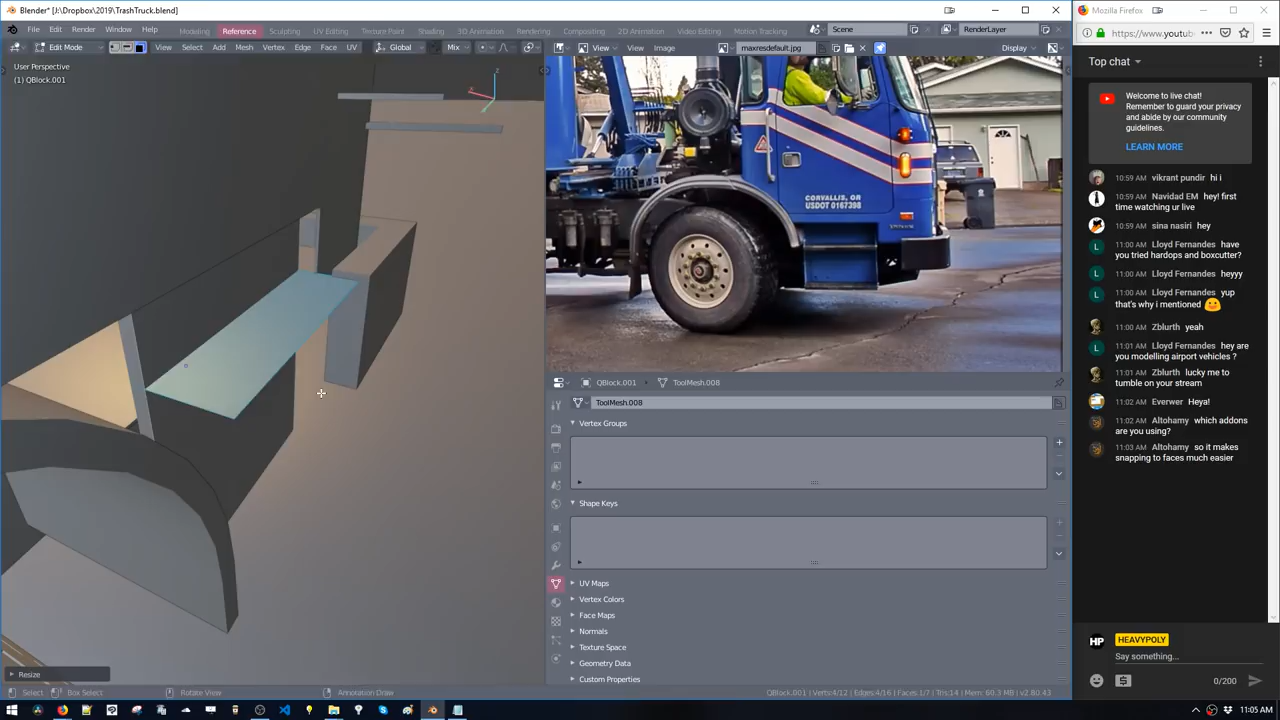 Blender* [J:\Dropbox\2019\TrashTruck.blend]
File Edit Render Window Help Modeling Reference Sculpting UV Editing Texture Paint Shading 3D Animation Rendering Compositing 2D Animation Motion Tracking Scene RenderLayer
Edit Mode View Select Add Mesh Vertex Edge Face UV Global Mix
View View Image maxresdefault.jpg Display
User Perspective
(1) QBlock.001
CORVALLIS, OR
USDOT 0167398
QBlock.001 ToolMesh.008
ToolMesh.008
Vertex Groups
Shape Keys
UV Maps
Vertex Colors
Face Maps
Normals
Texture Space
Geometry Data
Custom Properties
Resize
Select Box Select Rotate View Annotation Draw
QBlock.001 | Verts:4/12 | Edges:4/16 | Faces:1/7 | Tris:14 | Mem: 60.3 MB | v2.80.43
Mozilla Firefox
https://www.youtub
Top chat
Welcome to live chat!
Remember to guard your privacy
and abide by our community
guidelines.
LEARN MORE
10:59 AM vikrant pundir hi i
10:59 AM Navidad EM hey! first
time watching ur live
10:59 AM sina nasiri hey
11:00 AM Lloyd Fernandes have
you tried hardops and boxcutter?
11:00 AM Lloyd Fernandes heyyy
11:00 AM Lloyd Fernandes yup
that's why i mentioned
11:00 AM Zblurth yeah
11:01 AM Lloyd Fernandes hey are
you modelling airport vehicles ?
11:01 AM Zblurth lucky me to
tumble on your stream
11:02 AM Everwer Heya!
11:02 AM Altohamy which addons
are you using?
11:03 AM Altohamy so it makes
snapping to faces much easier
HP HEAVYPOLY
Say something...
0/200
11:05 AM